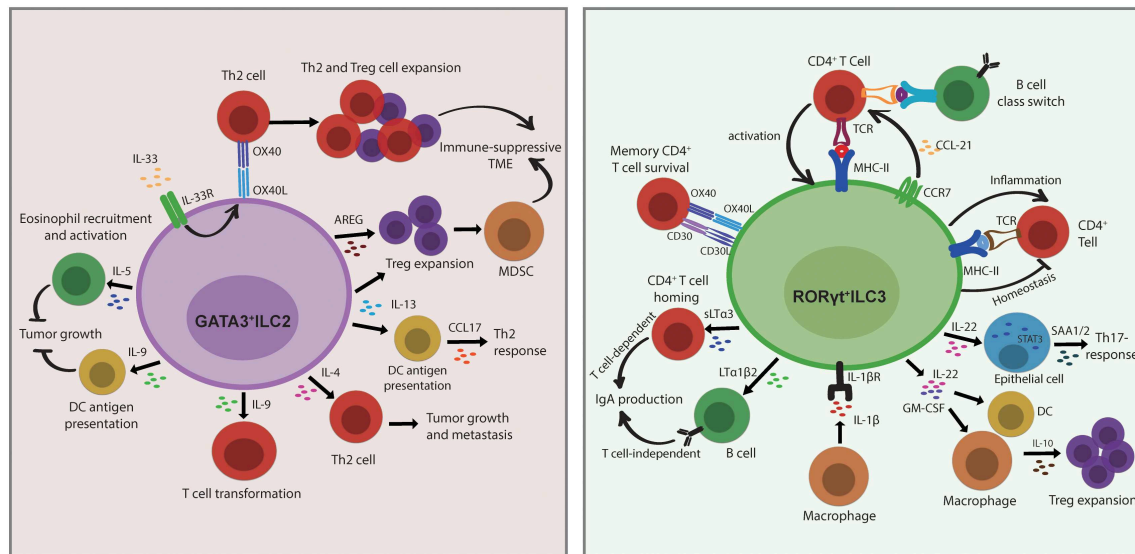 Th2 cell
Th2 and Treg cell expansion
OX40
Immune-suppressive
TME
IL-33
IL-33R
OX40L
Eosinophil recruitment
and activation
AREG
Treg expansion
MDSC
IL-5
IL-13
GATA3⁺ILC2
CCL17
Th2
response
Tumor growth
IL-9
DC antigen
presentation
DC antigen
presentation
IL-4
IL-9
Tumor growth
and metastasis
Th2 cell
T cell transformation
CD4⁺ T Cell
B cell
class switch
activation
TCR
CCL-21
MHC-II
Memory CD4⁺
T cell survival
CCR7
Inflammation
OX40
OX40L
CD30
CD30L
TCR
CD4⁺
Tell
MHC-II
Homeostasis
CD4⁺ T cell
homing
RORγt⁺ILC3
sLTα3
IL-22
STAT3
SAA1/2
Th17-
response
Epithelial cell
T cell-dependent
LTα1β2
IL-1βR
IL-22
IgA production
IL-1β
GM-CSF
DC
T cell-independent
B cell
IL-10
Macrophage
Macrophage
Treg expansion